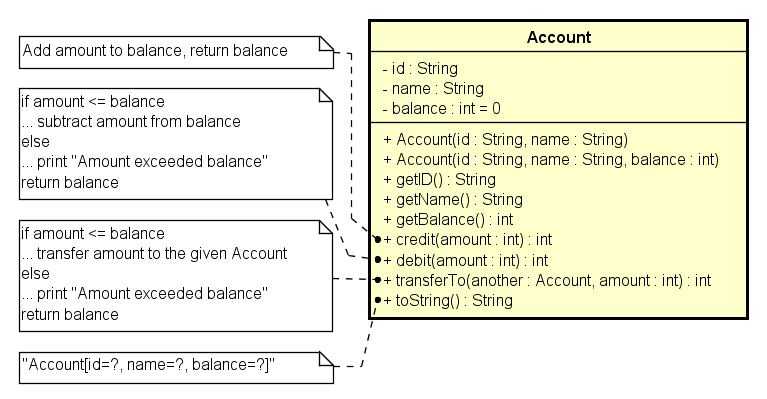 Add amount to balance, return balance
if amount <= balance
... subtract amount from balance
else
... print "Amount exceeded balance"
return balance
if amount <= balance
... transfer amount to the given Account
else
... print "Amount exceeded balance"
return balance
"Account[id=?, name=?, balance=?]"
Account
- id : String
- name : String
- balance : int = 0
+ Account(id : String, name : String)
+ Account(id : String, name : String, balance : int)
+ getID() : String
+ getName() : String
+ getBalance() : int
+ credit(amount : int) : int
+ debit(amount : int) : int
+ transferTo(another : Account, amount : int) : int
+ toString() : String